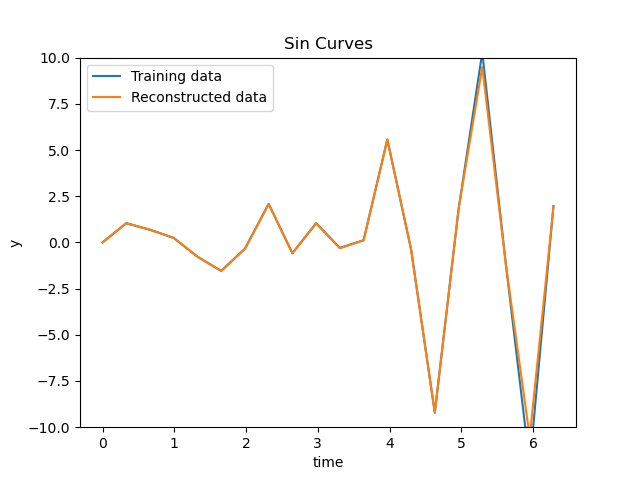 Sin Curves
Training data
Reconstructed data
10.0
7.5
5.0
2.5
0.0
−2.5
−5.0
−7.5
−10.0
y
0 1 2 3 4 5 6
time